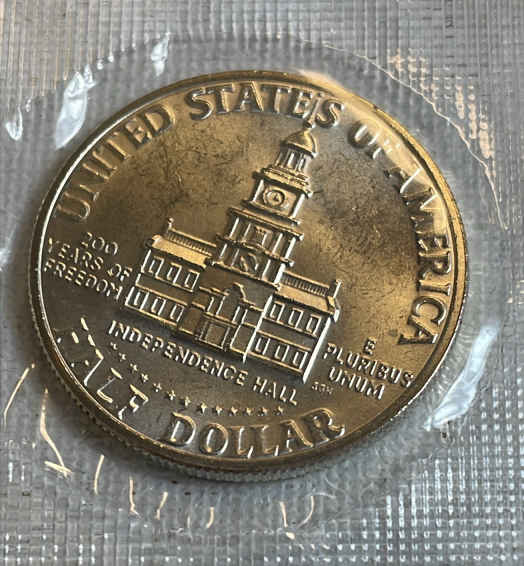 UNITED STATES OF AMERICA
200
YEARS OF
FREEDOM
E
PLURIBUS
UNUM
INDEPENDENCE HALL
HALF DOLLAR